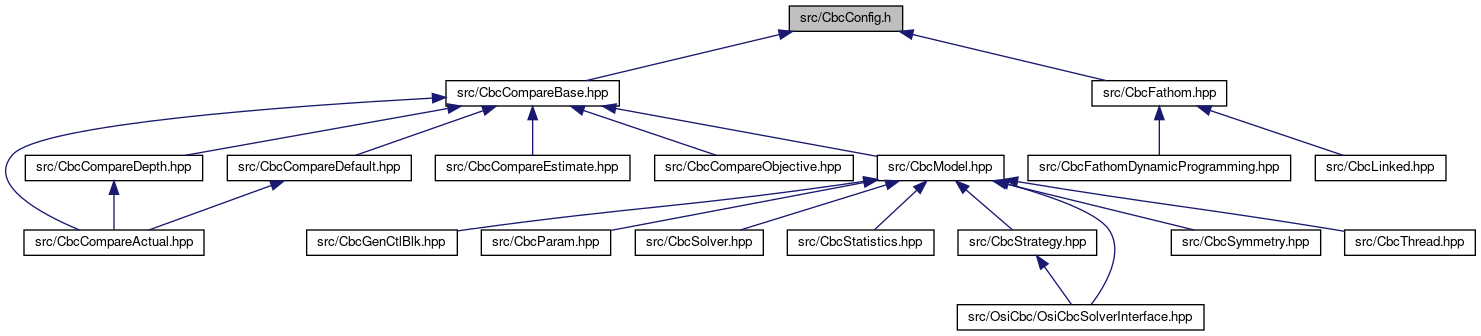 src/CbcConfig.h
src/CbcCompareBase.hpp
src/CbcFathom.hpp
src/CbcCompareDepth.hpp
src/CbcCompareDefault.hpp
src/CbcCompareEstimate.hpp
src/CbcCompareObjective.hpp
src/CbcModel.hpp
src/CbcFathomDynamicProgramming.hpp
src/CbcLinked.hpp
src/CbcCompareActual.hpp
src/CbcGenCtlBlk.hpp
src/CbcParam.hpp
src/CbcSolver.hpp
src/CbcStatistics.hpp
src/CbcStrategy.hpp
src/CbcSymmetry.hpp
src/CbcThread.hpp
src/OsiCbc/OsiCbcSolverInterface.hpp